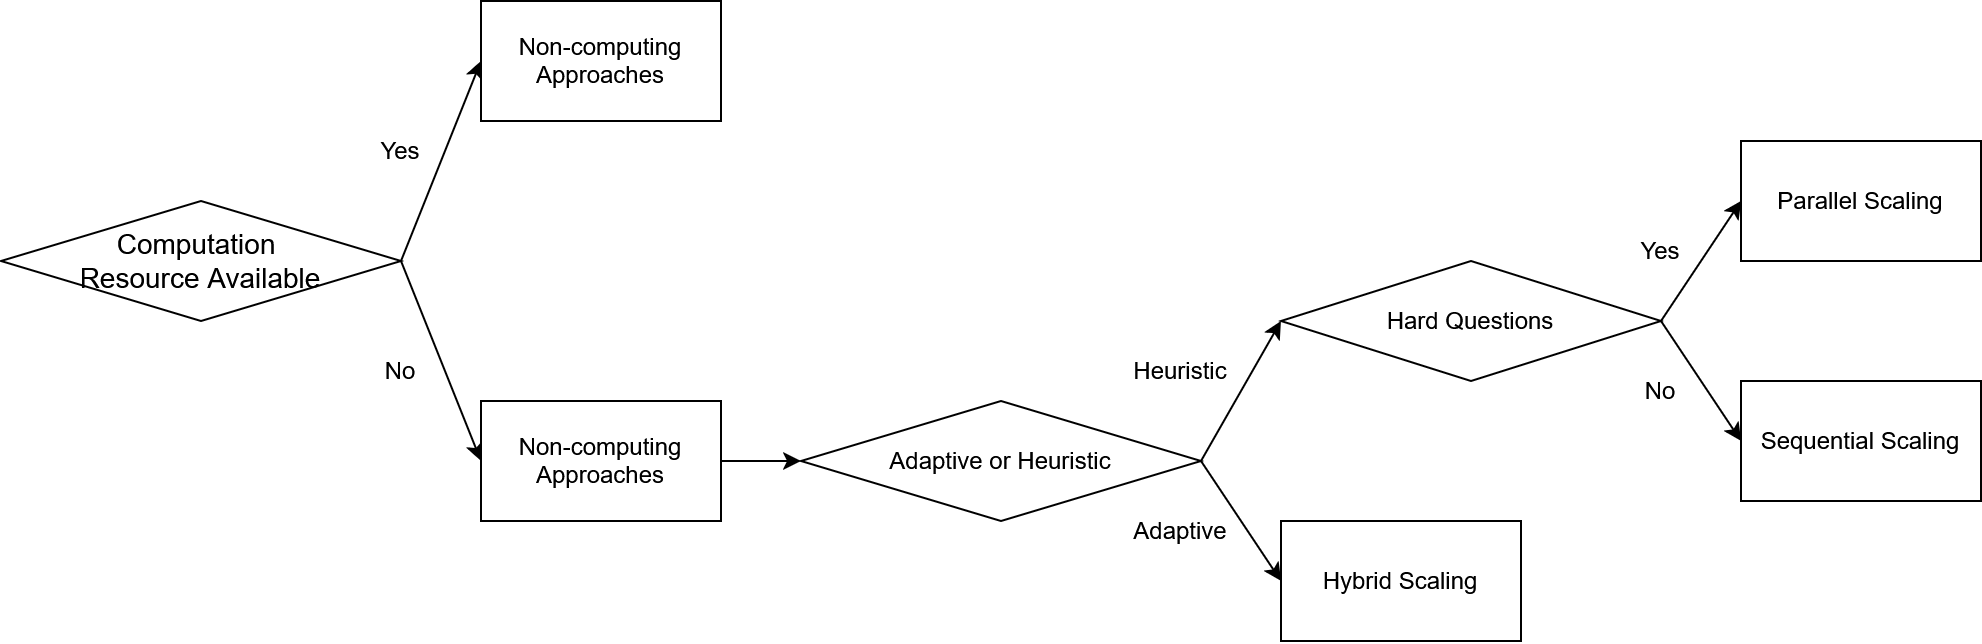 Computation
Resource Available
Yes
Non-computing
Approaches
No
Non-computing
Approaches
Adaptive or Heuristic
Heuristic
Hard Questions
Yes
Parallel Scaling
No
Sequential Scaling
Adaptive
Hybrid Scaling